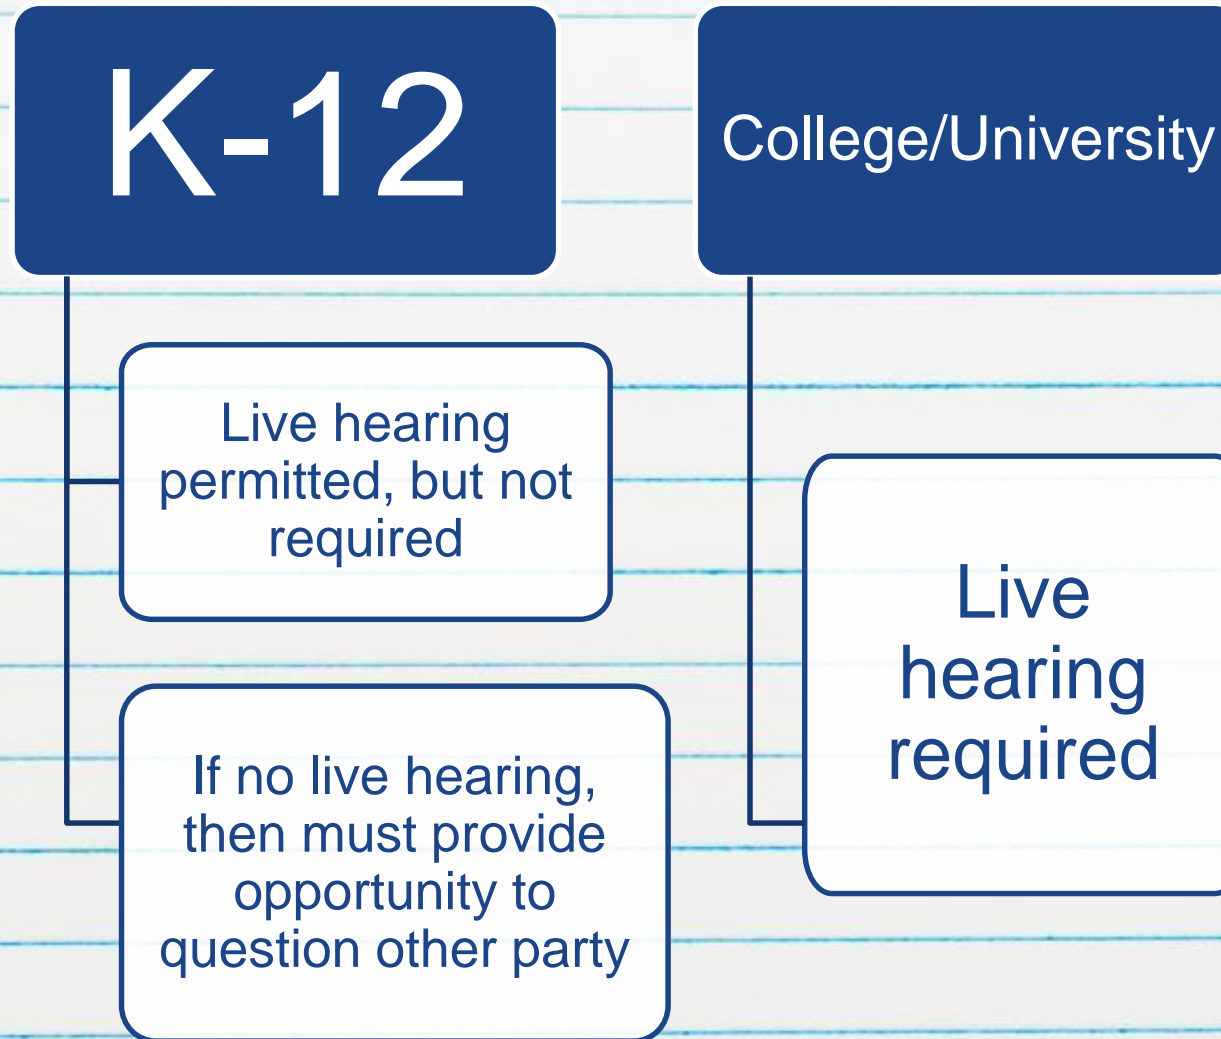 K-12
Live hearing
permitted, but not
required
If no live hearing,
then must provide
opportunity to
question other party
College/University
Live
hearing
required